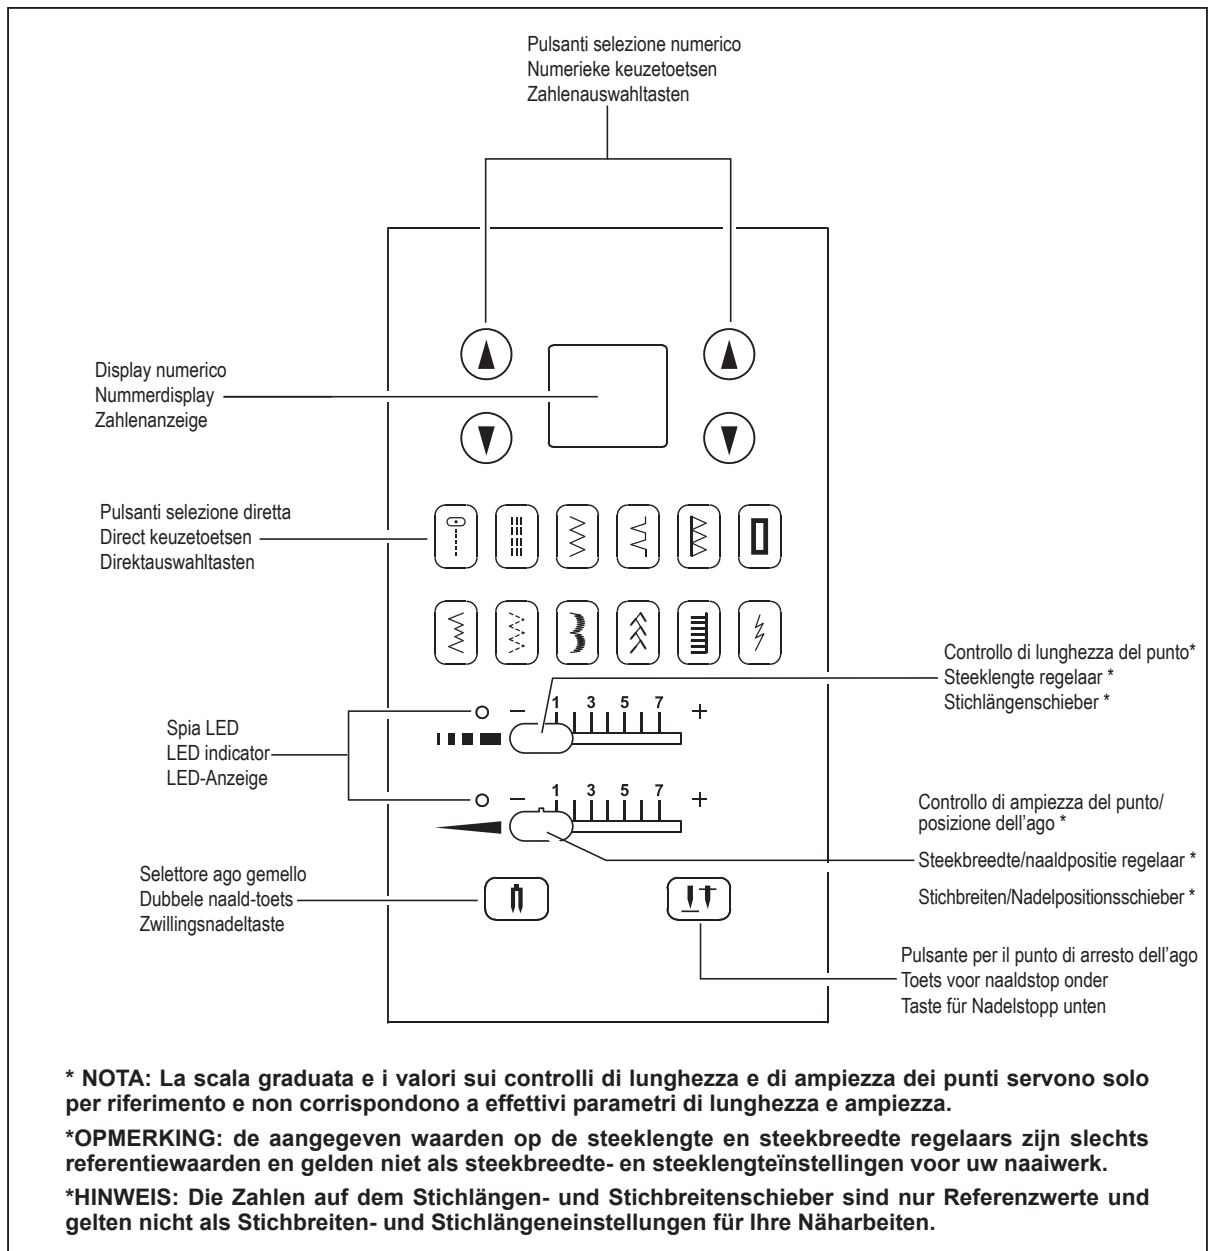 Pulsanti selezione numerico
Numerieke keuzetoetsen
Zahlenauswahltasten
Display numerico
Nummerdisplay
Zahlenanzeige
Pulsanti selezione diretta
Direct keuzetoetsen
Direktauswahltasten
Controllo di lunghezza del punto*
Steeklengte regelaar *
Stichlängenschieber *
− 1 3 5 7 +
Spia LED
LED indicator
LED-Anzeige
− 1 3 5 7 +
Controllo di ampiezza del punto/
posizione dell'ago *
Steekbreedte/naaldpositie regelaar *
Stichbreiten/Nadelpositionsschieber *
Selettore ago gemello
Dubbele naald-toets
Zwillingsnadeltaste
Pulsante per il punto di arresto dell'ago
Toets voor naaldstop onder
Taste für Nadelstopp unten
* NOTA: La scala graduata e i valori sui controlli di lunghezza e di ampiezza dei punti servono solo
per riferimento e non corrispondono a effettivi parametri di lunghezza e ampiezza.
*OPMERKING: de aangegeven waarden op de steeklengte en steekbreedte regelaars zijn slechts
referentiewaarden en gelden niet als steekbreedte- en steeklengteïnstellingen voor uw naaiwerk.
*HINWEIS: Die Zahlen auf dem Stichlängen- und Stichbreitenschieber sind nur Referenzwerte und
gelten nicht als Stichbreiten- und Stichlängeneinstellungen für Ihre Näharbeiten.